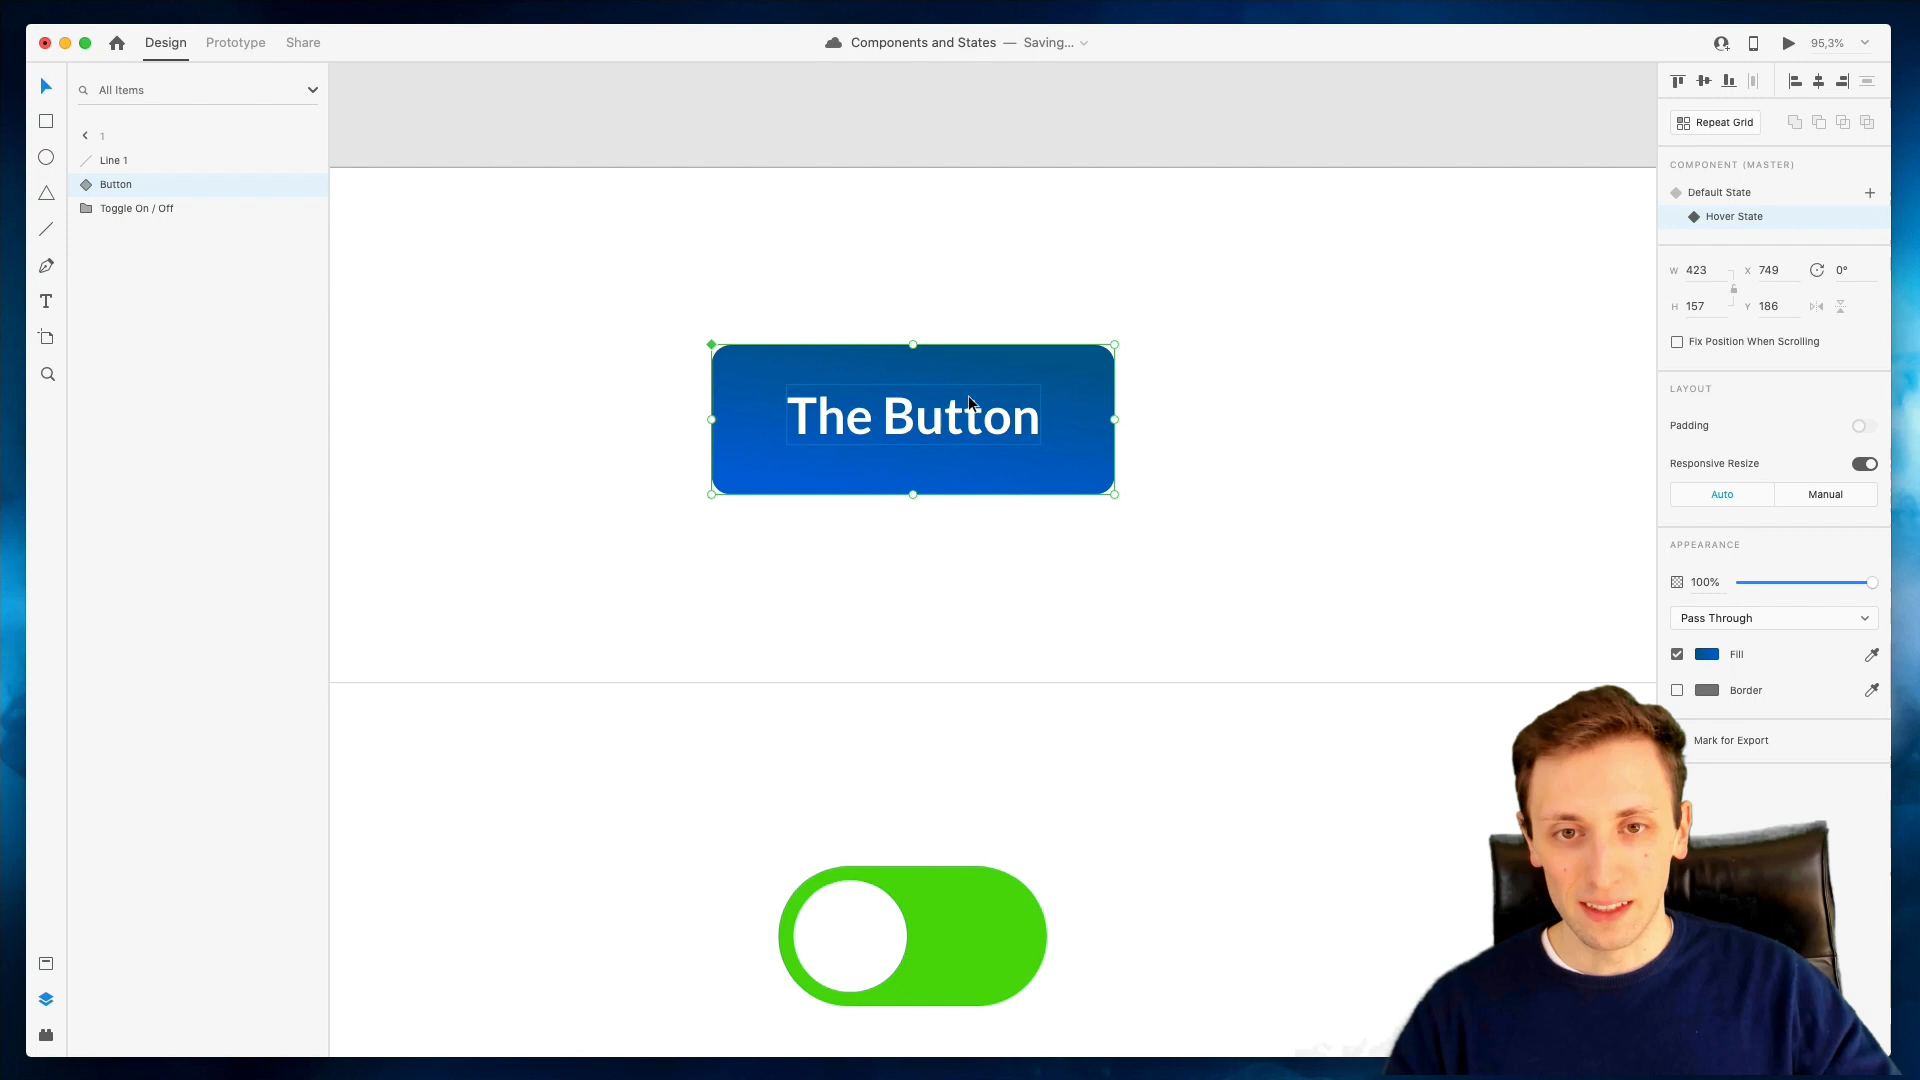 Design Prototype Share
Components and States — Saving...
95,3%
All Items
1
Line 1
Button
Toggle On / Off
The Button
Repeat Grid
COMPONENT (MASTER)
Default State
Hover State
W 423 X 749 0°
H 157 Y 186
Fix Position When Scrolling
LAYOUT
Padding
Responsive Resize
Auto Manual
APPEARANCE
100%
Pass Through
Fill
Border
Mark for Export